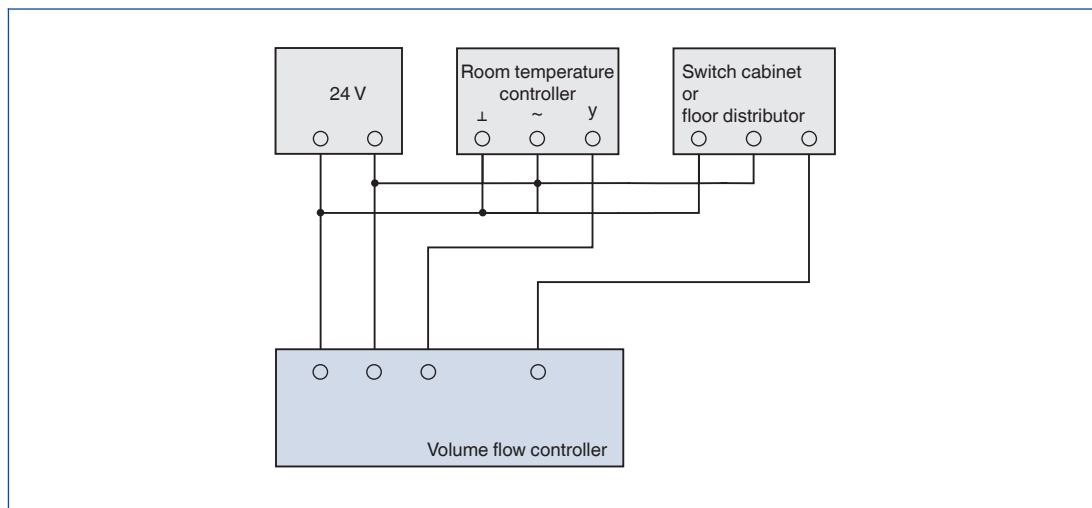 24 V
Room temperature
controller
⊥ ~ y
Switch cabinet
or
floor distributor
Volume flow controller